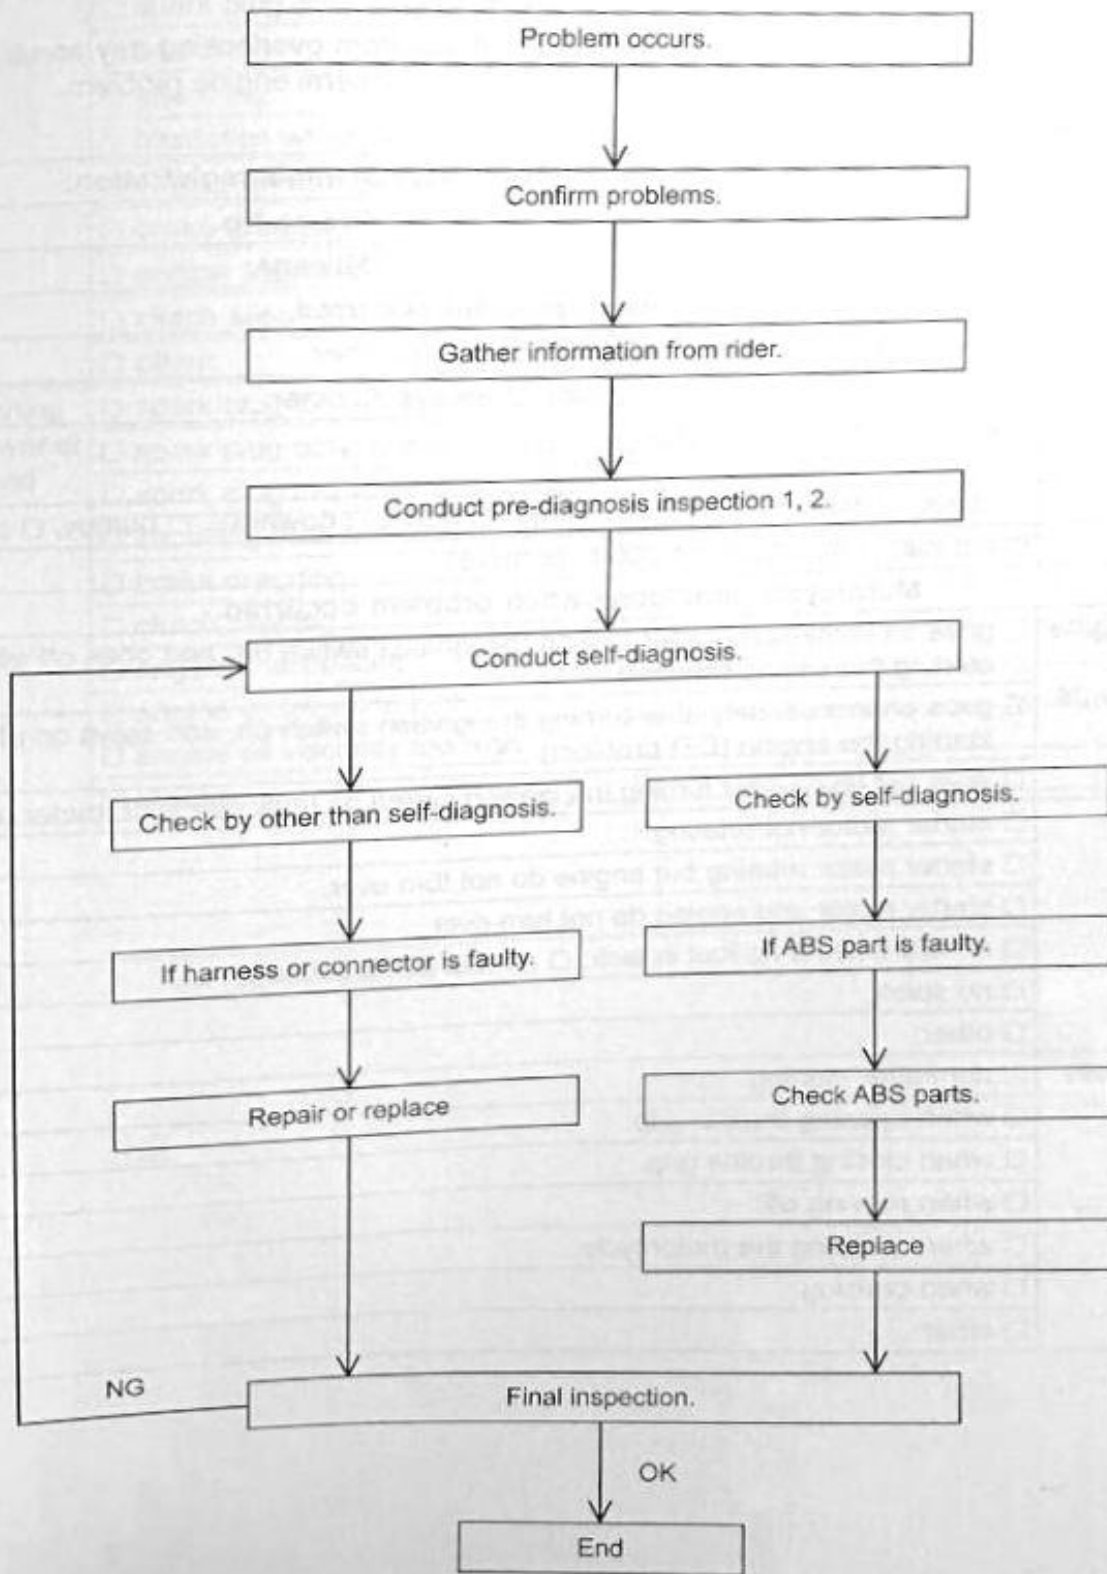 Problem occurs.
Confirm problems.
Gather information from rider.
Conduct pre-diagnosis inspection 1, 2.
Conduct self-diagnosis.
Check by other than self-diagnosis.
Check by self-diagnosis.
If harness or connector is faulty.
If ABS part is faulty.
Repair or replace
Check ABS parts.
Replace
NG
Final inspection.
OK
End